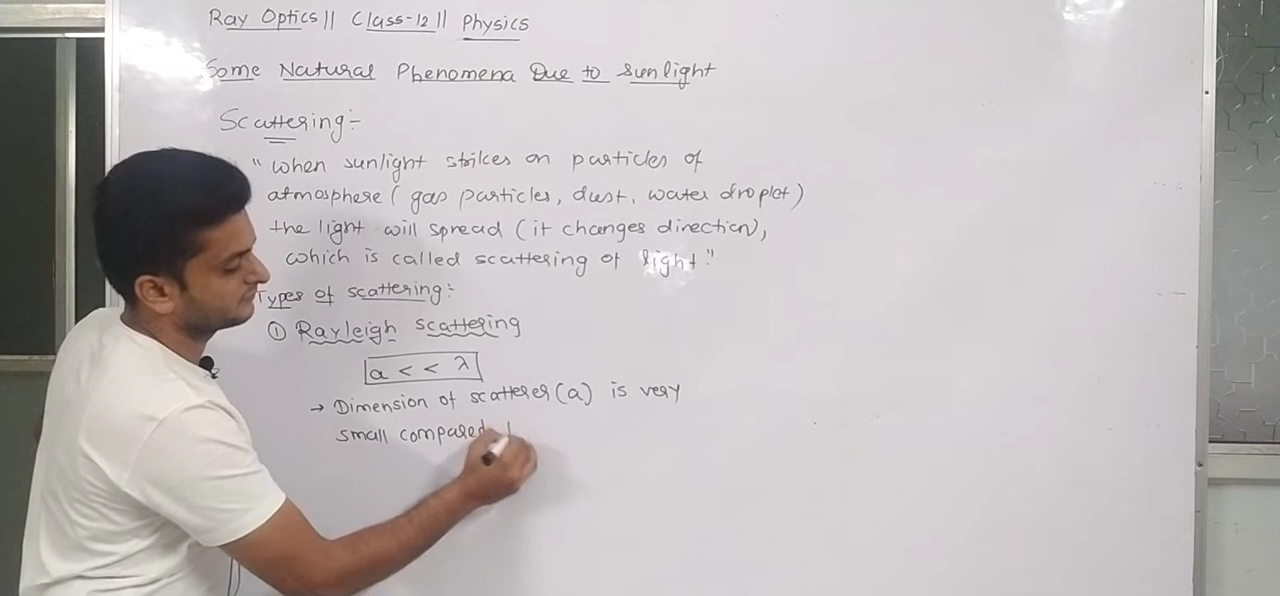 Ray Optics || Class-12 || Physics
Some Natural Phenomena Due to Sunlight
Scattering:-
"When sunlight strikes on particles of
atmosphere ( gas particles, dust, water droplet)
the light will spread (it changes direction),
which is called scattering of light."
Types of scattering:
① Rayleigh scattering
a < < λ
→ Dimension of scatterer (a) is very
small compared